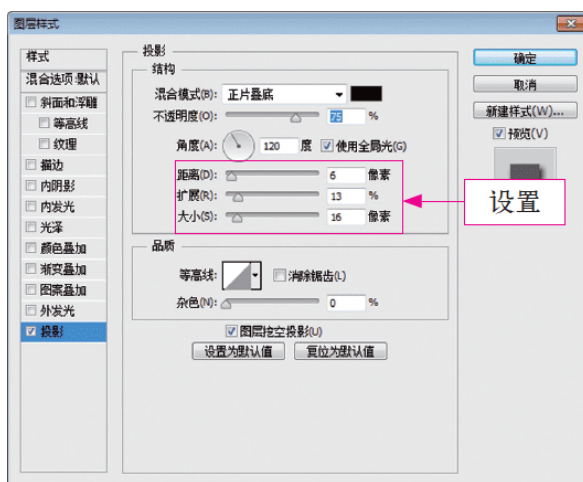 图层样式
样式
混合选项:默认
斜面和浮雕
等高线
纹理
描边
内阴影
内发光
光泽
颜色叠加
渐变叠加
图案叠加
外发光
投影
投影
结构
混合模式(B): 正片叠底
不透明度(O): 75 %
角度(A): 120 度 使用全局光(G)
距离(D): 6 像素
扩展(R): 13 %
大小(S): 16 像素
品质
等高线: 消除锯齿(L)
杂色(N): 0 %
图层挖空投影(U)
设置为默认值 复位为默认值
确定
取消
新建样式(W)...
预览(V)
设置